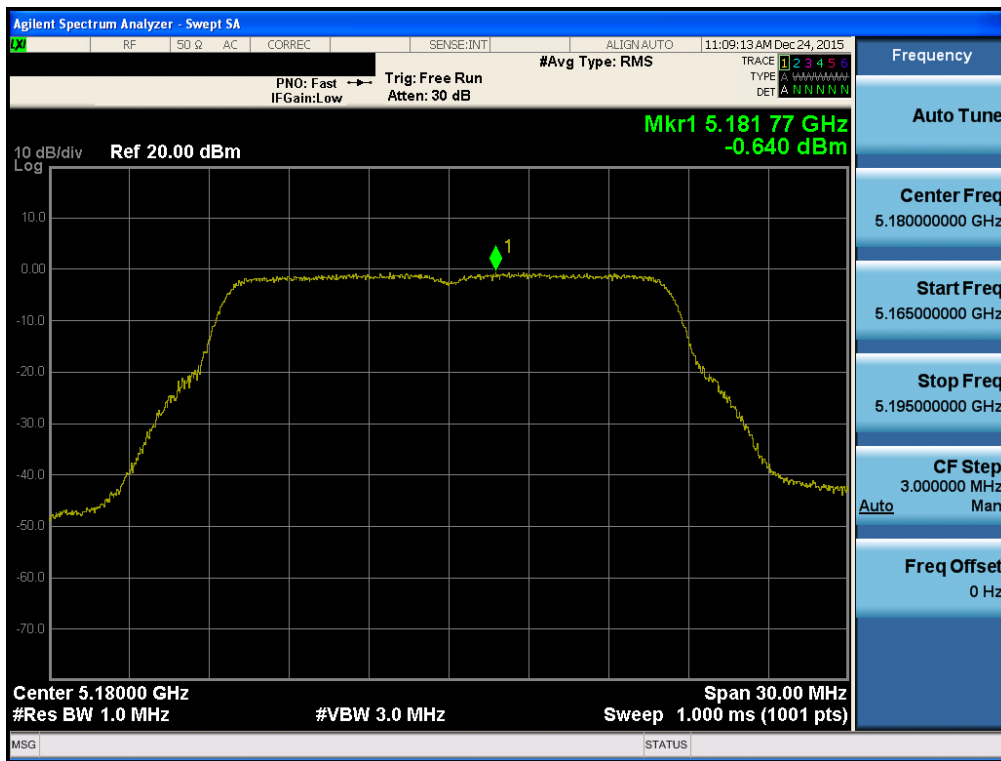 Agilent Spectrum Analyzer - Swept SA
LXI RF 50 Ω AC CORREC SENSE:INT ALIGN AUTO 11:09:13 AM Dec 24, 2015
#Avg Type: RMS
TRACE 1 2 3 4 5 6
PNO: Fast
Trig: Free Run
TYPE A WWWWW
IFGain:Low
Atten: 30 dB
DET A N N N N N
Mkr1 5.181 77 GHz
-0.640 dBm
10 dB/div Ref 20.00 dBm
Log
10.0
1
0.00
-10.0
-20.0
-30.0
-40.0
-50.0
-60.0
-70.0
Center 5.18000 GHz Span 30.00 MHz
#Res BW 1.0 MHz #VBW 3.0 MHz Sweep 1.000 ms (1001 pts)
MSG STATUS
Frequency
Auto Tune
Center Freq
5.180000000 GHz
Start Freq
5.165000000 GHz
Stop Freq
5.195000000 GHz
CF Step
3.000000 MHz
Auto Man
Freq Offset
0 Hz